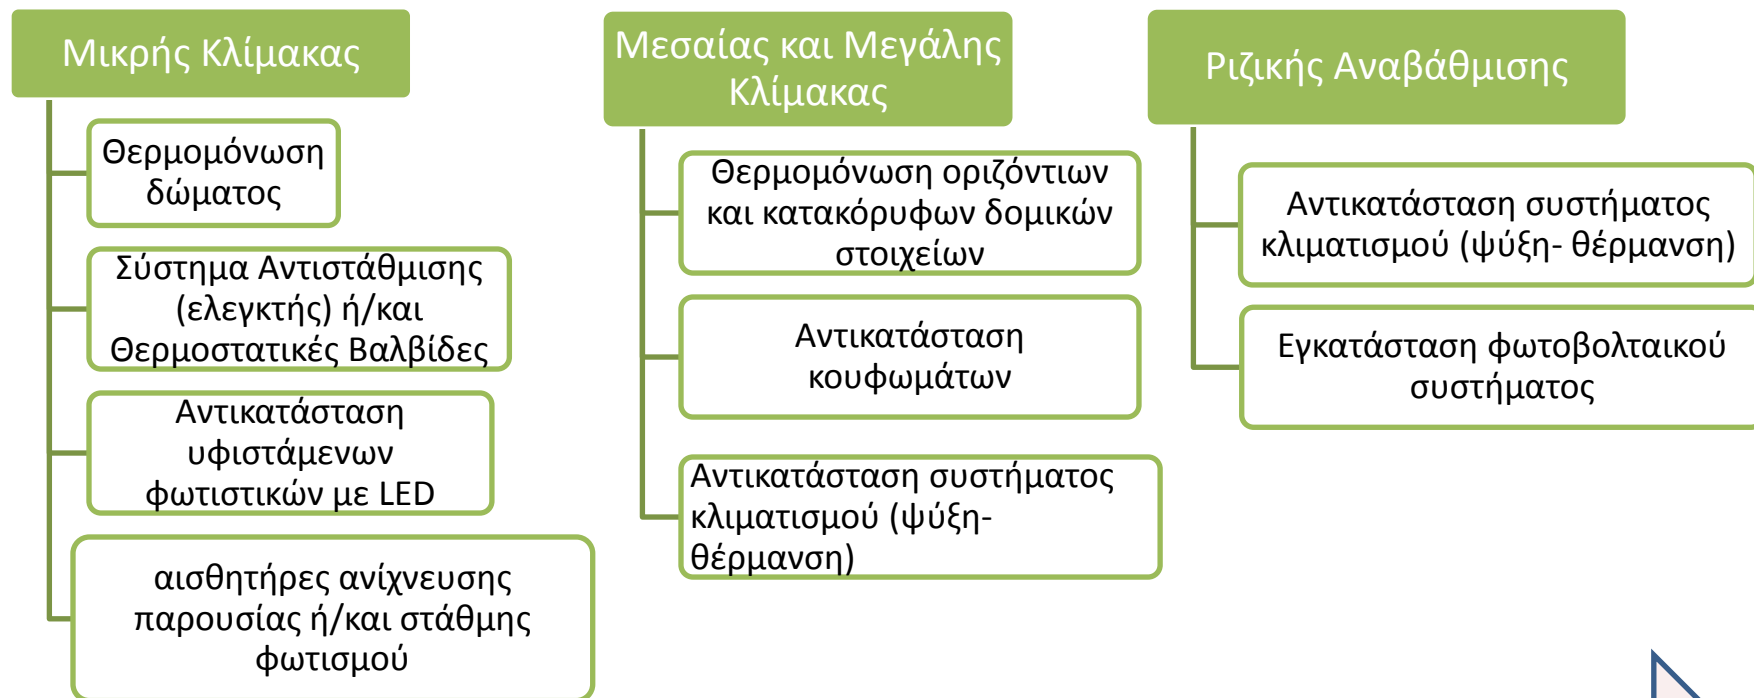 Μικρής Κλίμακας
Θερμομόνωση
δώματος
Σύστημα Αντιστάθμισης
(ελεγκτής) ή/και
Θερμοστατικές Βαλβίδες
Αντικατάσταση
υφιστάμενων
φωτιστικών με LED
αισθητήρες ανίχνευσης
παρουσίας ή/και στάθμης
φωτισμού
Μεσαίας και Μεγάλης
Κλίμακας
Θερμομόνωση οριζόντιων
και κατακόρυφων δομικών
στοιχείων
Αντικατάσταση
κουφωμάτων
Αντικατάσταση συστήματος
κλιματισμού (ψύξη-
θέρμανση)
Ριζικής Αναβάθμισης
Αντικατάσταση συστήματος
κλιματισμού (ψύξη- θέρμανση)
Εγκατάσταση φωτοβολταικού
συστήματος